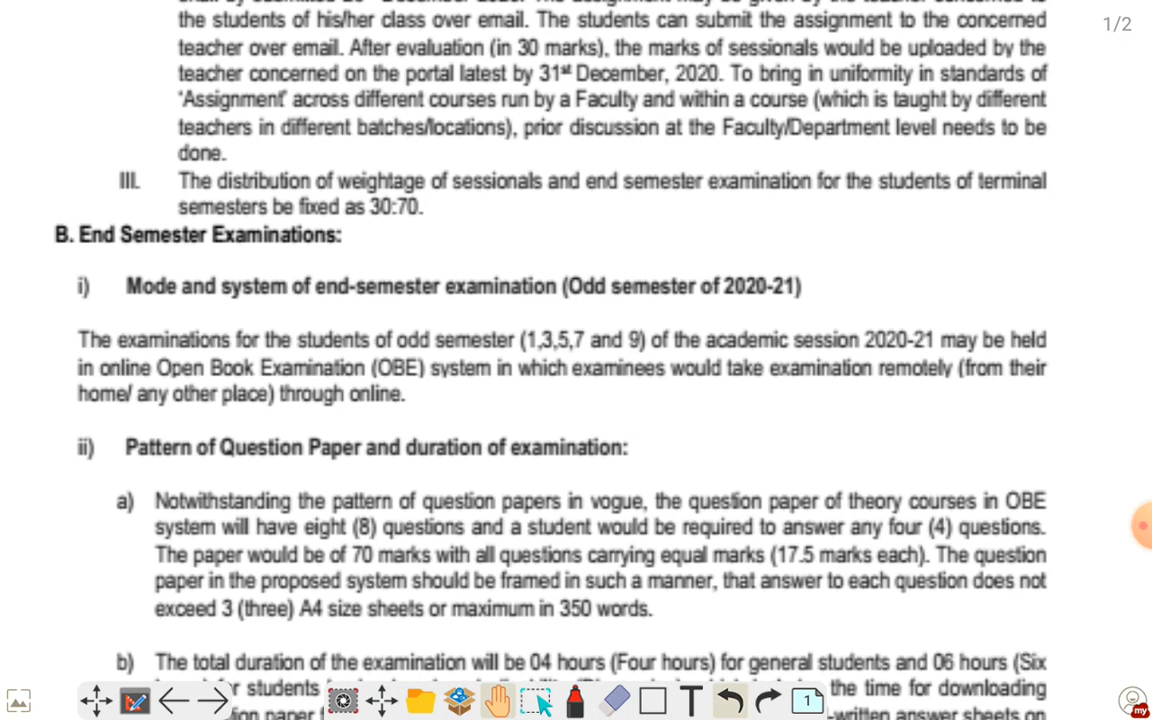 1/2
the students of his/her class over email. The students can submit the assignment to the concerned
teacher over email. After evaluation (in 30 marks), the marks of sessionals would be uploaded by the
teacher concerned on the portal latest by 31st December, 2020. To bring in uniformity in standards of
'Assignment' across different courses run by a Faculty and within a course (which is taught by different
teachers in different batches/locations), prior discussion at the Faculty/Department level needs to be
done.
III. The distribution of weightage of sessionals and end semester examination for the students of terminal
semesters be fixed as 30:70.
B. End Semester Examinations:
i) Mode and system of end-semester examination (Odd semester of 2020-21)
The examinations for the students of odd semester (1,3,5,7 and 9) of the academic session 2020-21 may be held
in online Open Book Examination (OBE) system in which examinees would take examination remotely (from their
home/ any other place) through online.
ii) Pattern of Question Paper and duration of examination:
a) Notwithstanding the pattern of question papers in vogue, the question paper of theory courses in OBE
system will have eight (8) questions and a student would be required to answer any four (4) questions.
The paper would be of 70 marks with all questions carrying equal marks (17.5 marks each). The question
paper in the proposed system should be framed in such a manner, that answer to each question does not
exceed 3 (three) A4 size sheets or maximum in 350 words.
b) The total duration of the examination will be 04 hours (Four hours) for general students and 06 hours (Six
students the time for downloading
paper -written answer sheets on
T
1
my